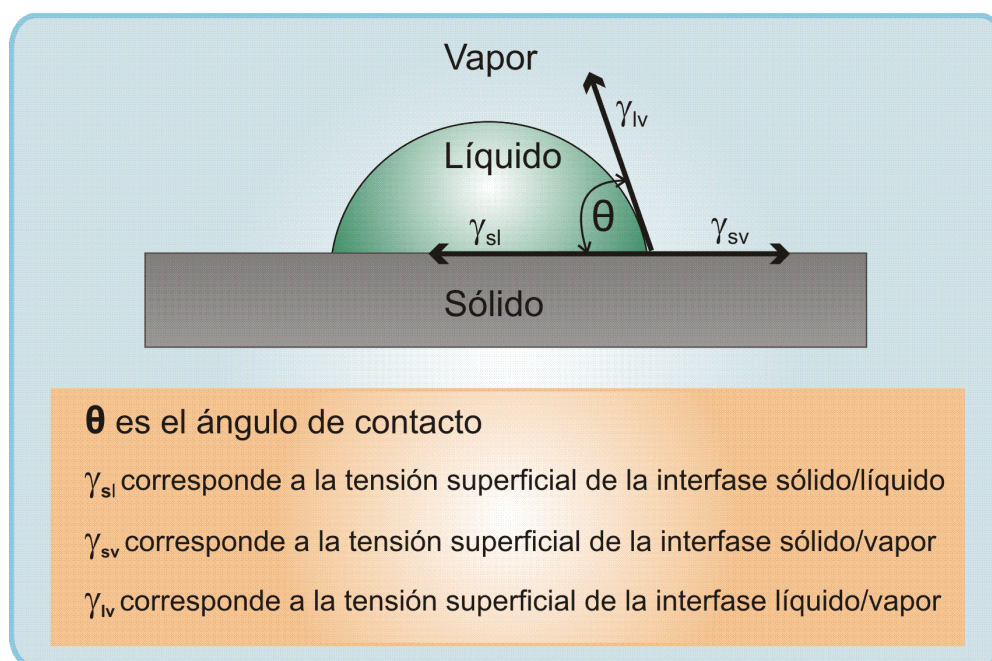 Vapor
γlv
Líquido
θ
γsl
γsv
Sólido
θ es el ángulo de contacto
γsl corresponde a la tensión superficial de la interfase sólido/líquido
γsv corresponde a la tensión superficial de la interfase sólido/vapor
γlv corresponde a la tensión superficial de la interfase líquido/vapor